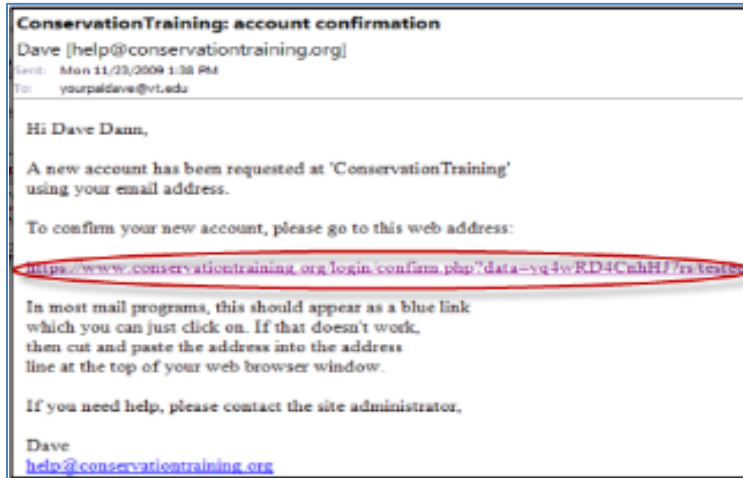 ConservationTraining: account confirmation
Dave [help@conservationtraining.org]
Sent: Mon 11/23/2009 1:38 PM
To: yourpaldave@vt.edu
Hi Dave Dann,
A new account has been requested at 'ConservationTraining'
using your email address.
To confirm your new account, please go to this web address:
https://www.conservationtraining.org/login/confirm.php?data=yq4wRD4CnhHJ7rs/tester
In most mail programs, this should appear as a blue link
which you can just click on. If that doesn't work,
then cut and paste the address into the address
line at the top of your web browser window.
If you need help, please contact the site administrator,
Dave
help@conservationtraining.org